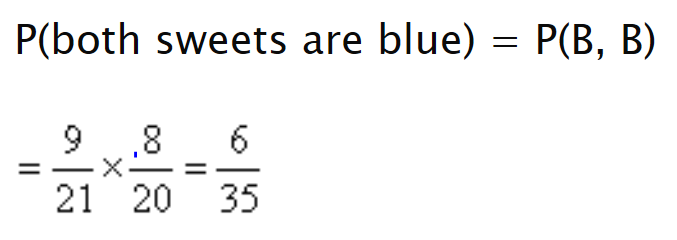 P(both sweets are blue) = P(B, B)
= 9/21 × 8/20 = 6/35